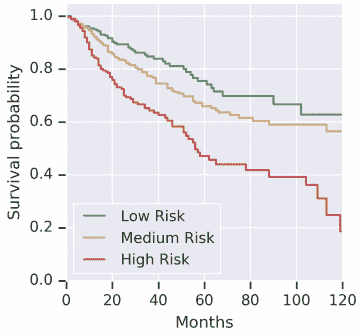 1.0
0.8
0.6
0.4
0.2
0.0
Survival probability
Low Risk
Medium Risk
High Risk
0 20 40 60 80 100 120
Months